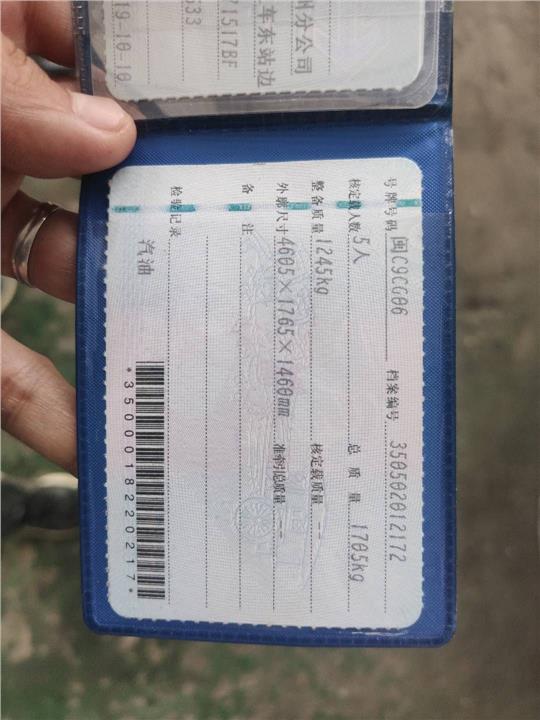 州分公司
车东站边
71517BF
533
19-10-10
号牌号码 闽C9CG06 档案编号 350502012172
核定载人数 5人 总质量 1705kg
整备质量 1245kg 核定载质量 --
外廓尺寸 4605×1765×1460mm 准牵引总质量 --
备注
检验记录
汽油
*3500018220217*